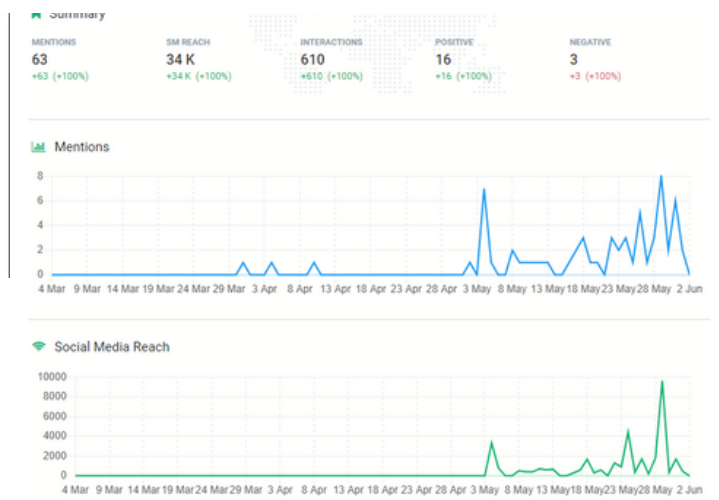 Summary
MENTIONS SM REACH INTERACTIONS POSITIVE NEGATIVE
63 34 K 610 16 3
+63 (+100%) +34 K (+100%) +610 (+100%) +16 (+100%) +3 (+100%)
Mentions
8
6
4
2
0
4 Mar 9 Mar 14 Mar 19 Mar 24 Mar 29 Mar 3 Apr 8 Apr 13 Apr 18 Apr 23 Apr 28 Apr 3 May 8 May 13 May 18 May 23 May 28 May 2 Jun
Social Media Reach
10000
8000
6000
4000
2000
0
4 Mar 9 Mar 14 Mar 19 Mar 24 Mar 29 Mar 3 Apr 8 Apr 13 Apr 18 Apr 23 Apr 28 Apr 3 May 8 May 13 May 18 May 23 May 28 May 2 Jun